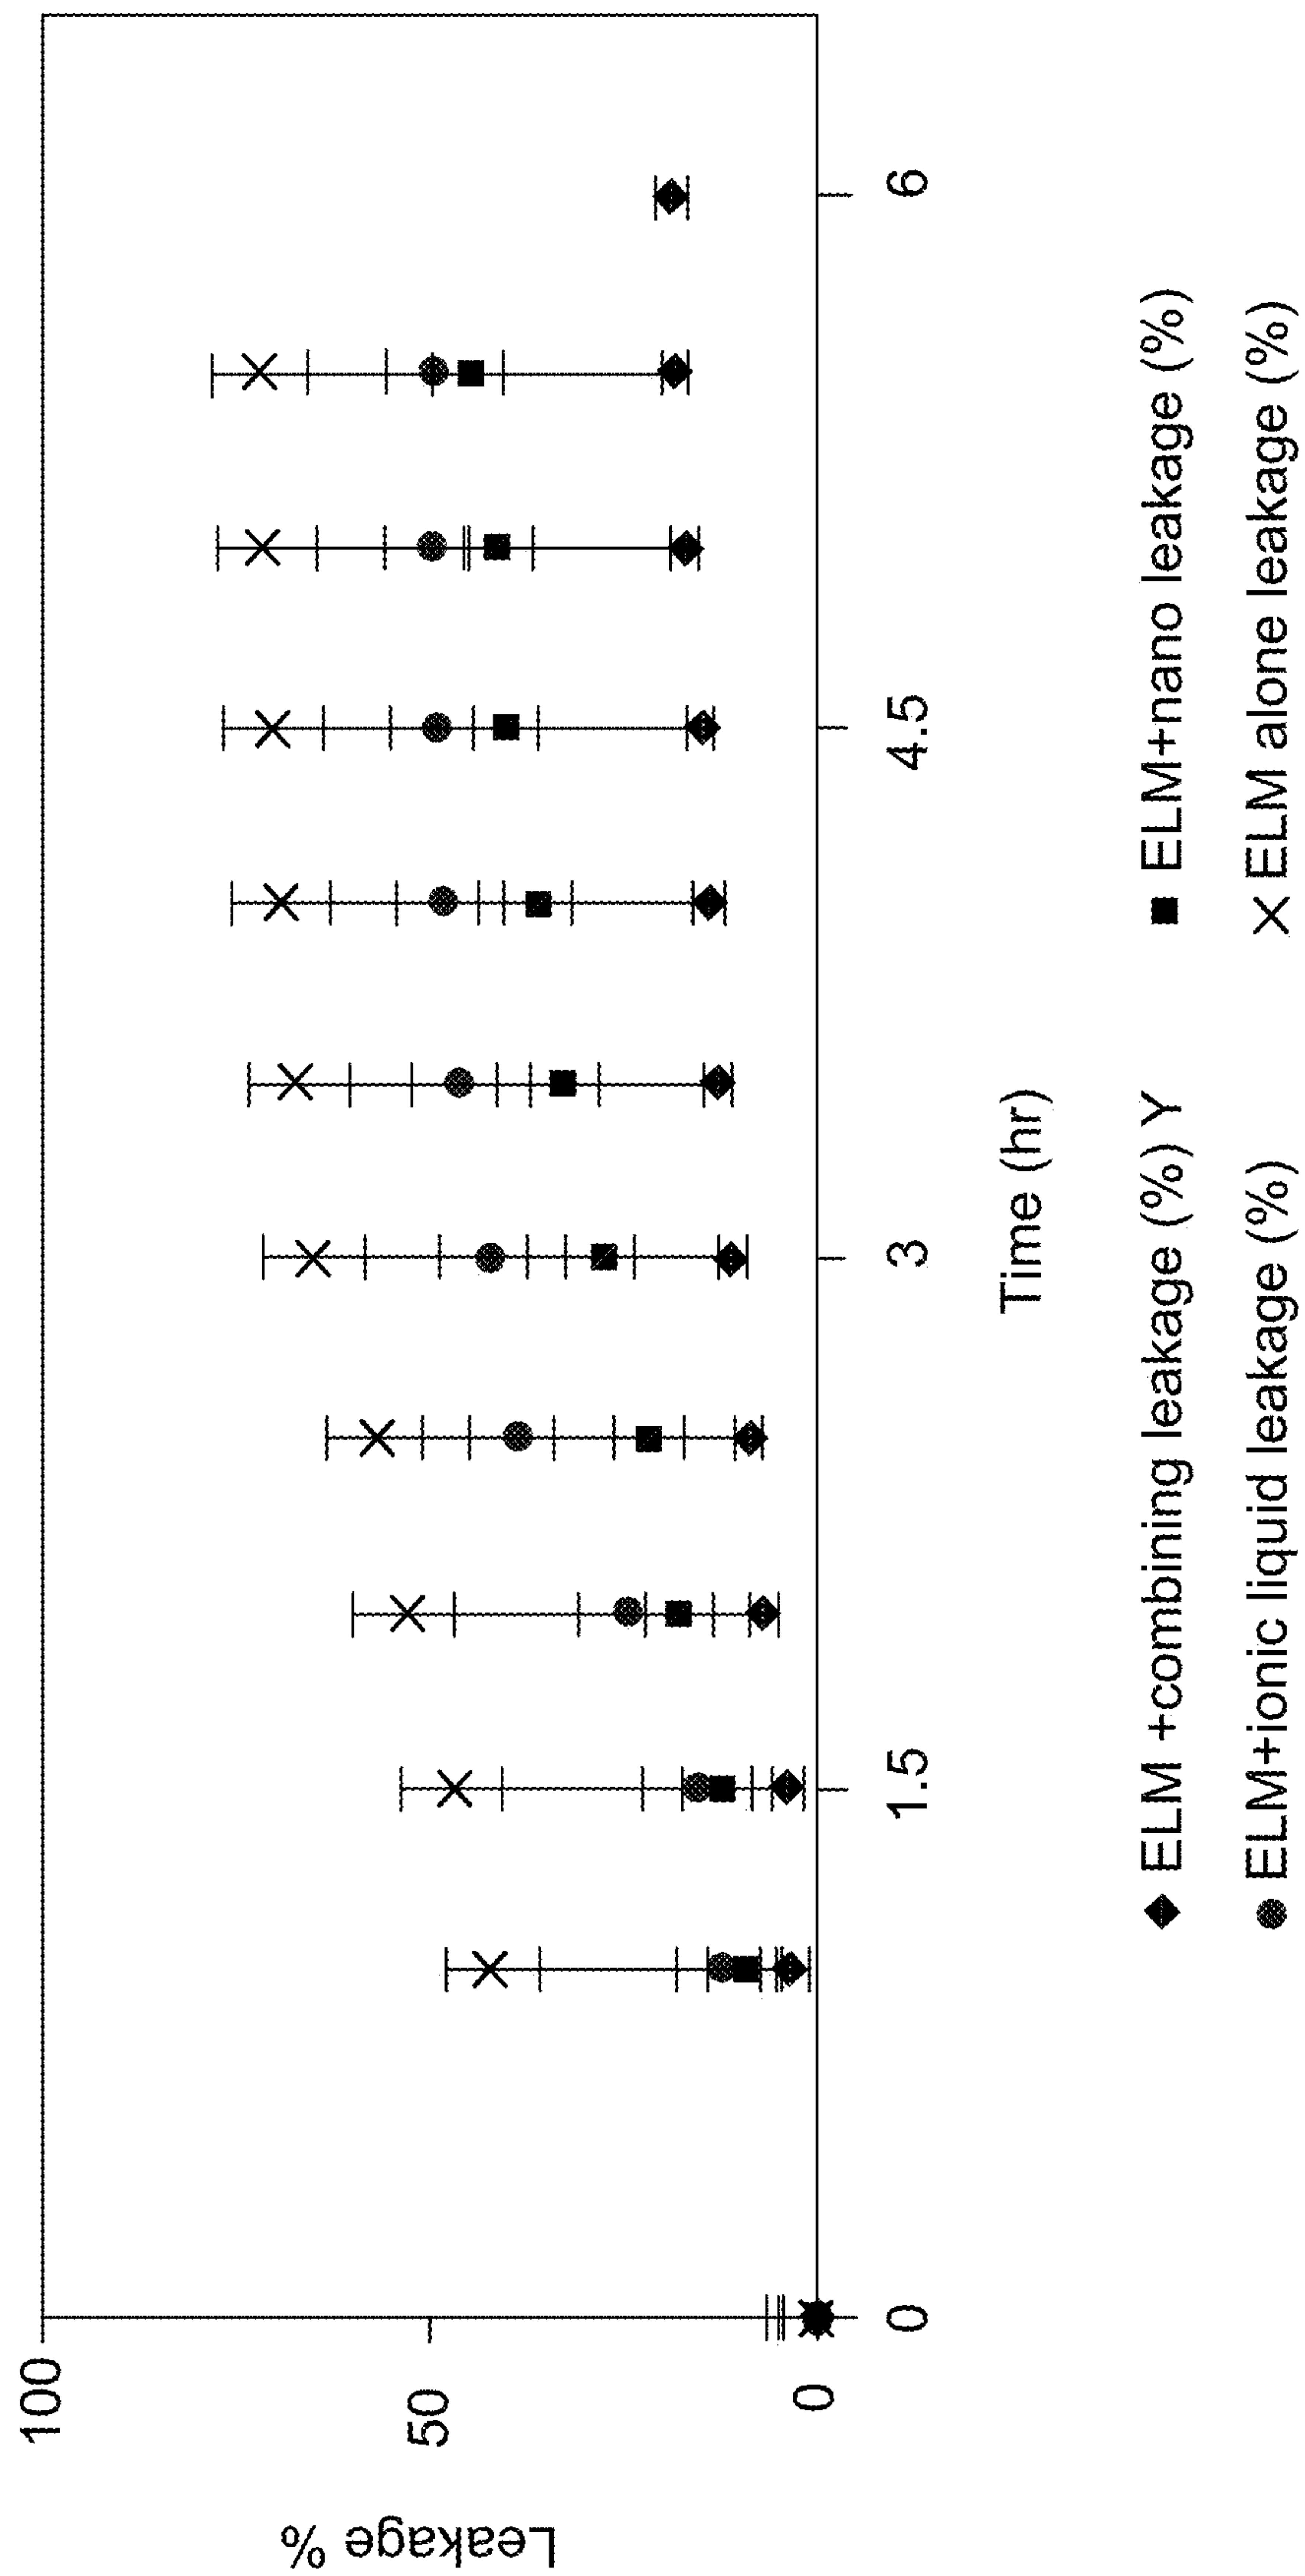 Leakage %
100
50
0
0
1.5
3
4.5
6
Time (hr)
ELM +combining leakage (%) Y
ELM+nano leakage (%)
ELM+ionic liquid leakage (%)
ELM alone leakage (%)